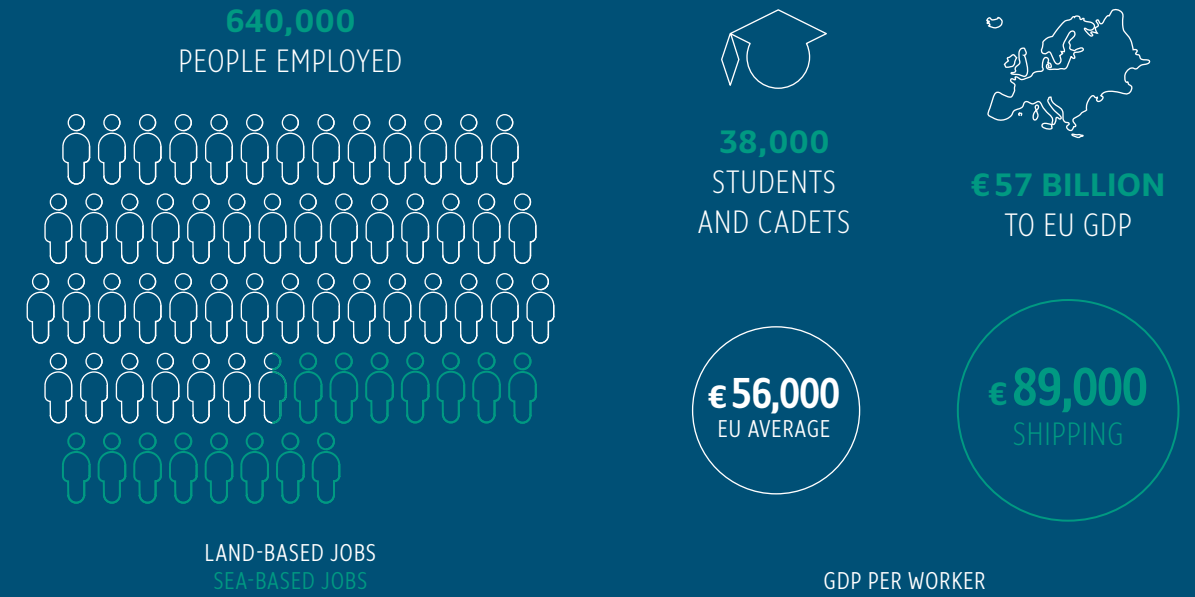 640,000
PEOPLE EMPLOYED
LAND-BASED JOBS
SEA-BASED JOBS
38,000
STUDENTS
AND CADETS
€57 BILLION
TO EU GDP
€56,000
EU AVERAGE
€89,000
SHIPPING
GDP PER WORKER